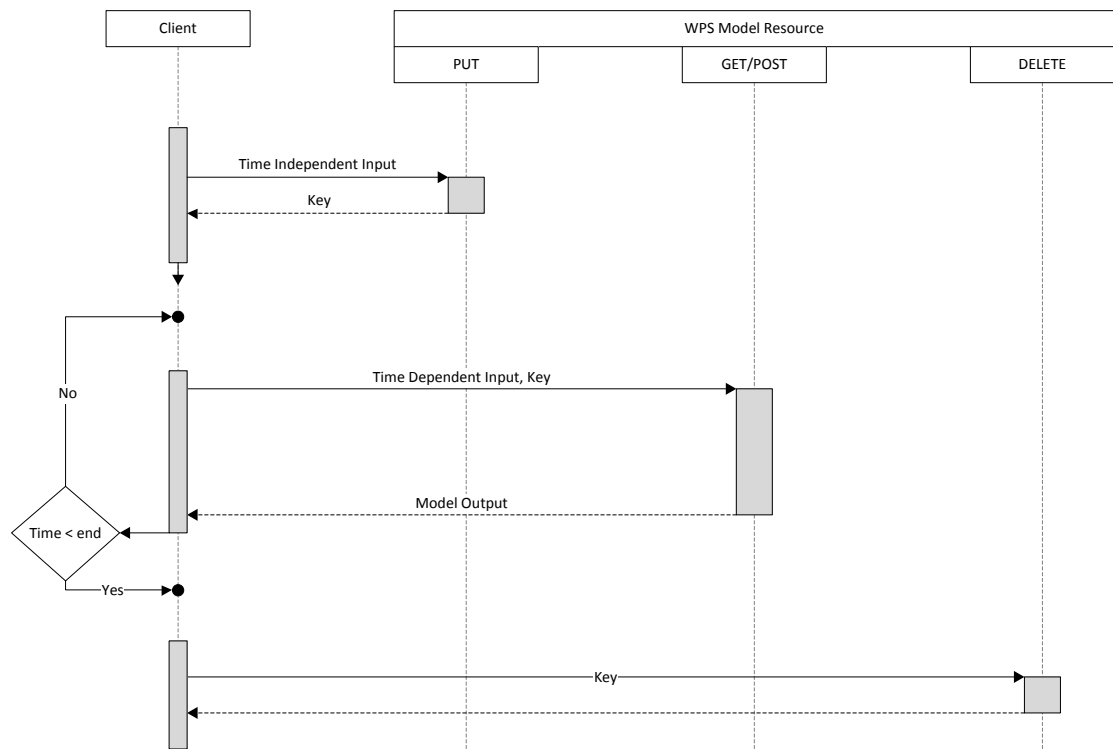 Client
WPS Model Resource
PUT
GET/POST
DELETE
Time Independent Input
Key
No
Time Dependent Input, Key
Model Output
Time < end
Yes
Key